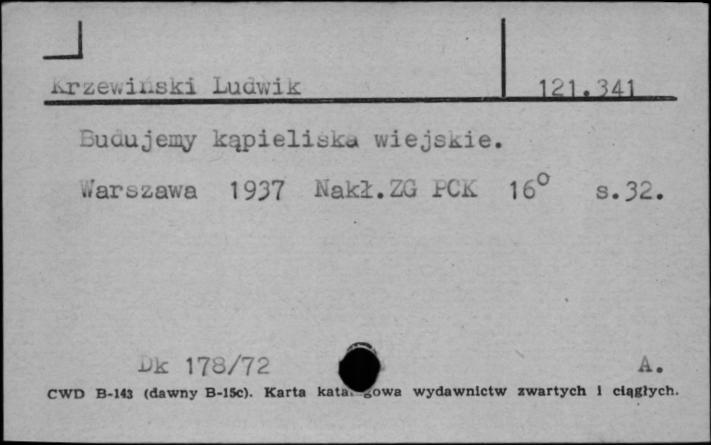 Krzewiński Ludwik 121.341
Budujemy kąpieliska wiejskie.
Warszawa 1937 Nakł.ZG PCK 16° s.32.
Dk 178/72 A.
CWD B-143 (dawny B-15c). Karta katalogowa wydawnictw zwartych i ciągłych.